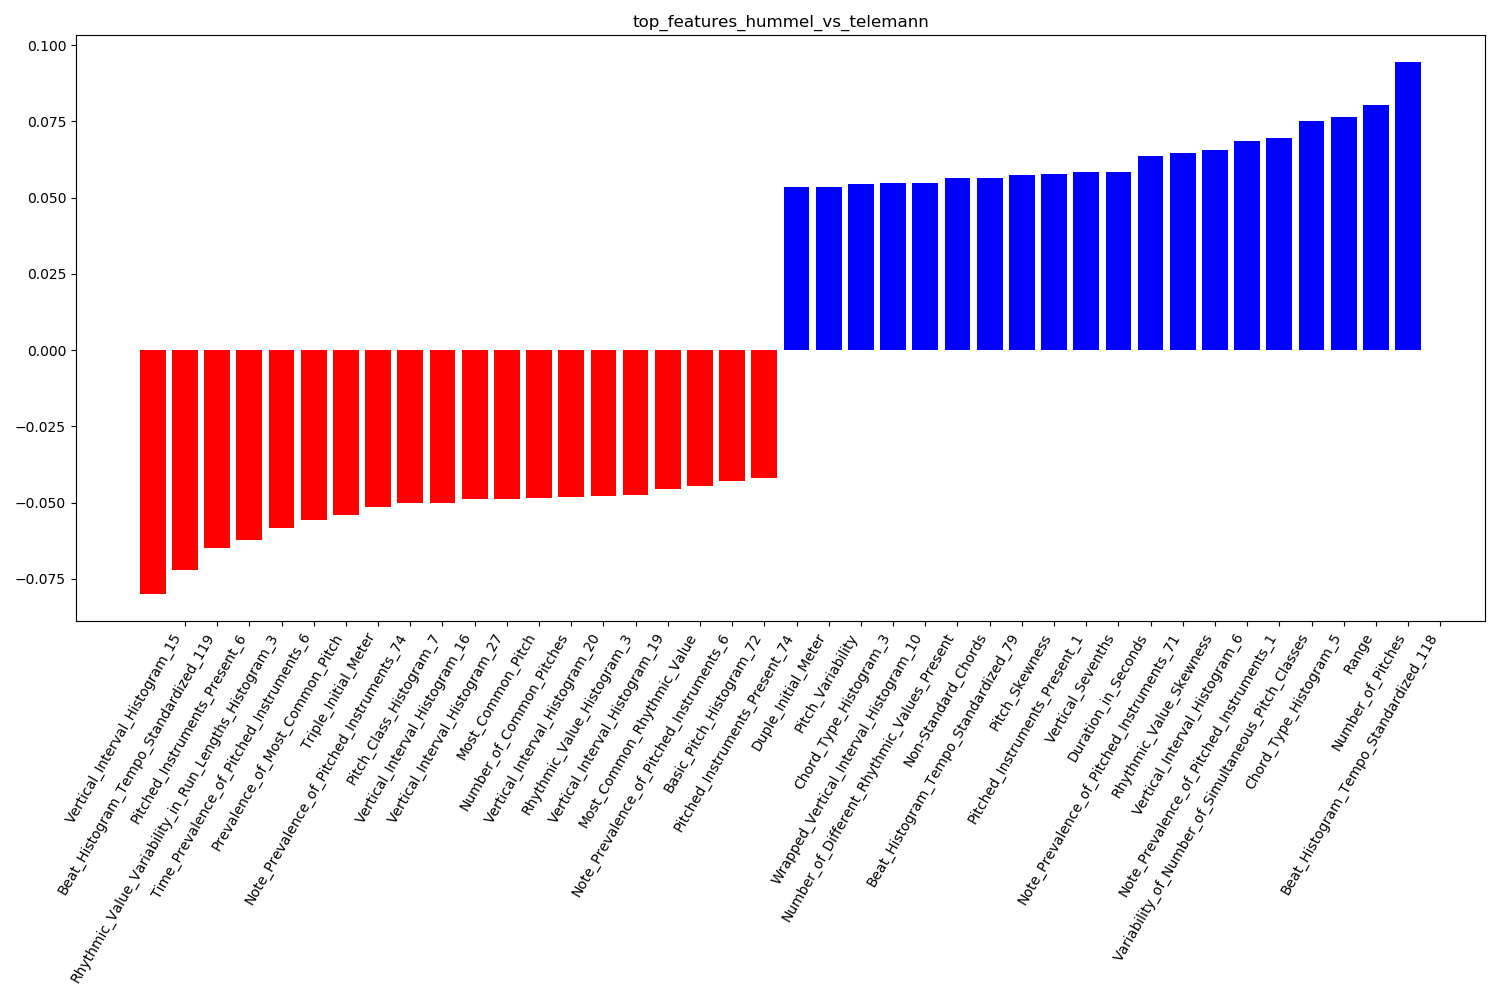 top_features_hummel_vs_telemann
0.100
0.075
0.050
0.025
0.000
−0.025
−0.050
−0.075
Vertical_Interval_Histogram_15
Beat_Histogram_Tempo_Standardized_119
Pitched_Instruments_Present_6
Rhythmic_Value_Variability_in_Run_Lengths_Histogram_3
Time_Prevalence_of_Pitched_Instruments_6
Prevalence_of_Most_Common_Pitch
Triple_Initial_Meter
Note_Prevalence_of_Pitched_Instruments_74
Pitch_Class_Histogram_7
Vertical_Interval_Histogram_16
Vertical_Interval_Histogram_27
Most_Common_Pitch
Number_of_Common_Pitches
Vertical_Interval_Histogram_20
Rhythmic_Value_Histogram_3
Vertical_Interval_Histogram_19
Most_Common_Rhythmic_Value
Note_Prevalence_of_Pitched_Instruments_6
Basic_Pitch_Histogram_72
Pitched_Instruments_Present_74
Duple_Initial_Meter
Pitch_Variability
Chord_Type_Histogram_3
Wrapped_Vertical_Interval_Histogram_10
Number_of_Different_Rhythmic_Values_Present
Non-Standard_Chords
Beat_Histogram_Tempo_Standardized_79
Pitch_Skewness
Pitched_Instruments_Present_1
Vertical_Sevenths
Duration_in_Seconds
Note_Prevalence_of_Pitched_Instruments_71
Rhythmic_Value_Skewness
Vertical_Interval_Histogram_6
Note_Prevalence_of_Pitched_Instruments_1
Variability_of_Number_of_Simultaneous_Pitch_Classes
Chord_Type_Histogram_5
Range
Number_of_Pitches
Beat_Histogram_Tempo_Standardized_118